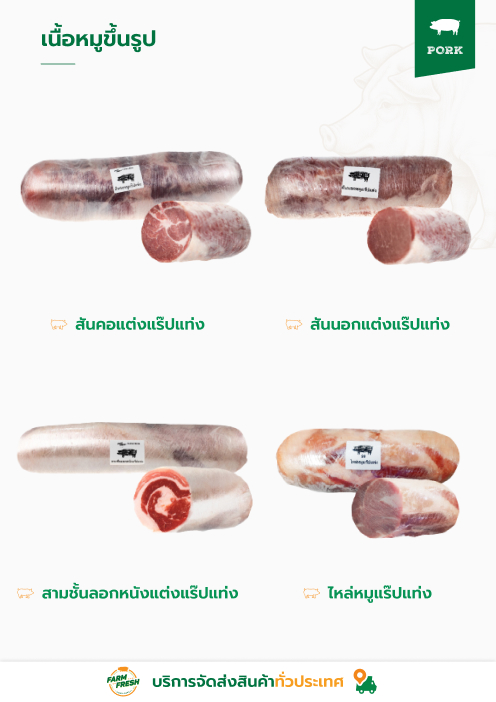 เนื้อหมูขึ้นรูป
PORK
สันคอแต่งแร๊ปแท่ง
สันนอกแต่งแร๊ปแท่ง
สามชั้นลอกหนังแต่งแร๊ปแท่ง
ไหล่หมูแร๊ปแท่ง
FARM
FRESH
บริการจัดส่งสินค้าทั่วประเทศ